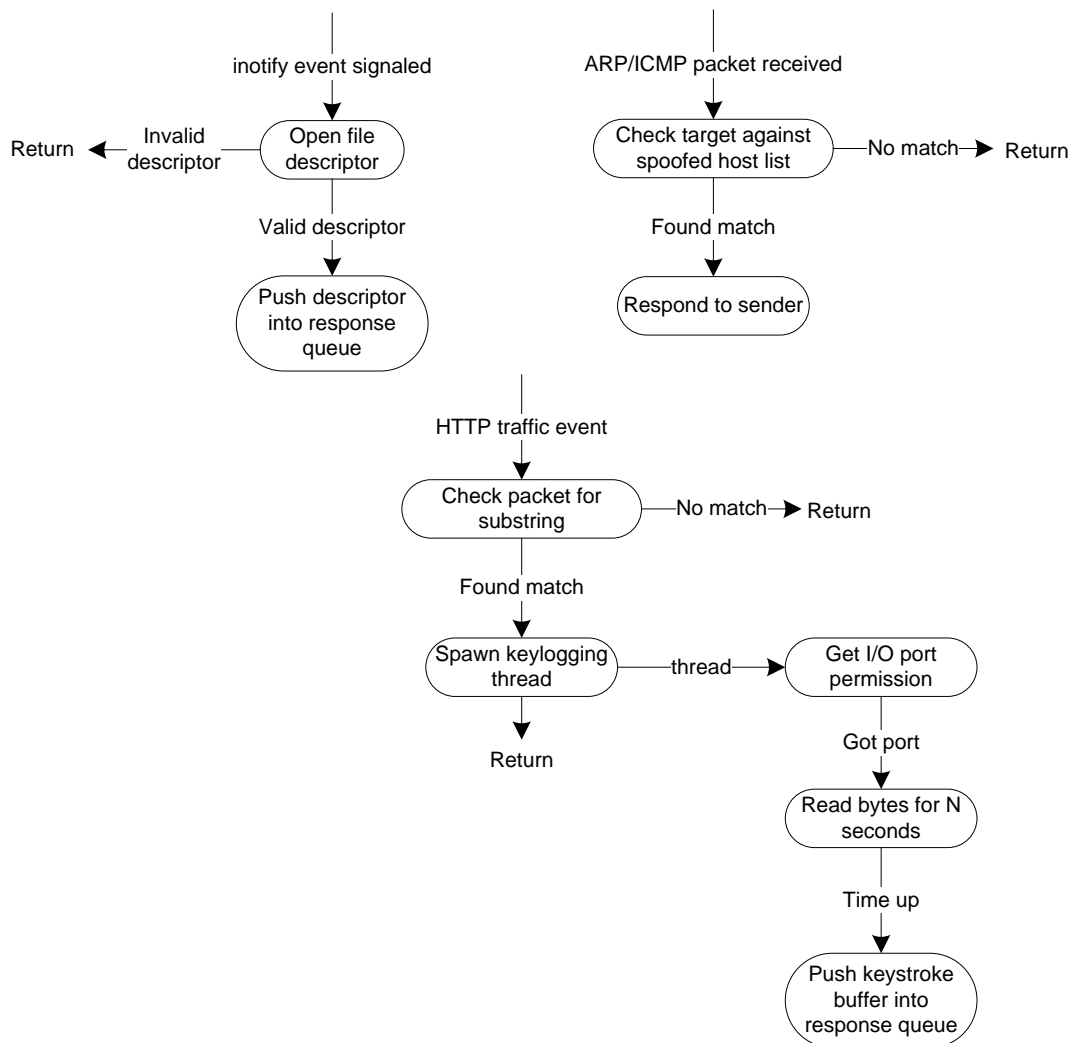 inotify event signaled
Open file
descriptor
Invalid
descriptor
Return
Valid descriptor
Push descriptor
into response
queue
ARP/ICMP packet received
Check target against
spoofed host list
No match
Return
Found match
Respond to sender
HTTP traffic event
Check packet for
substring
No match
Return
Found match
Spawn keylogging
thread
Return
thread
Get I/O port
permission
Got port
Read bytes for N
seconds
Time up
Push keystroke
buffer into
response queue